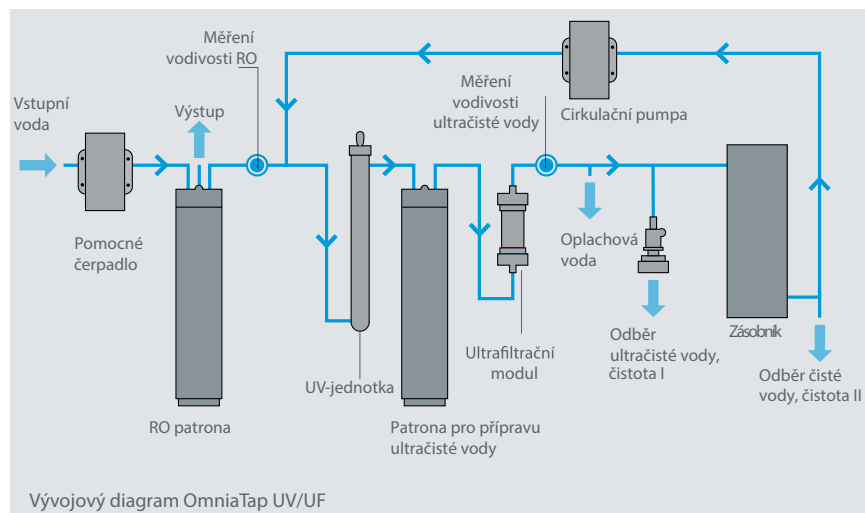 Měření
vodivosti RO
Vstupní
voda
Výstup
Měření
vodivosti
ultračisté vody
Cirkulační pumpa
Pomocné
čerpadlo
Oplachová
voda
Ultrafiltrační
modul
Odběr
ultračisté vody,
čistota I
Zásobník
Odběr čisté
vody, čistota II
UV-jednotka
RO patrona
Patrona pro přípravu
ultračisté vody
Vývojový diagram OmniaTap UV/UF